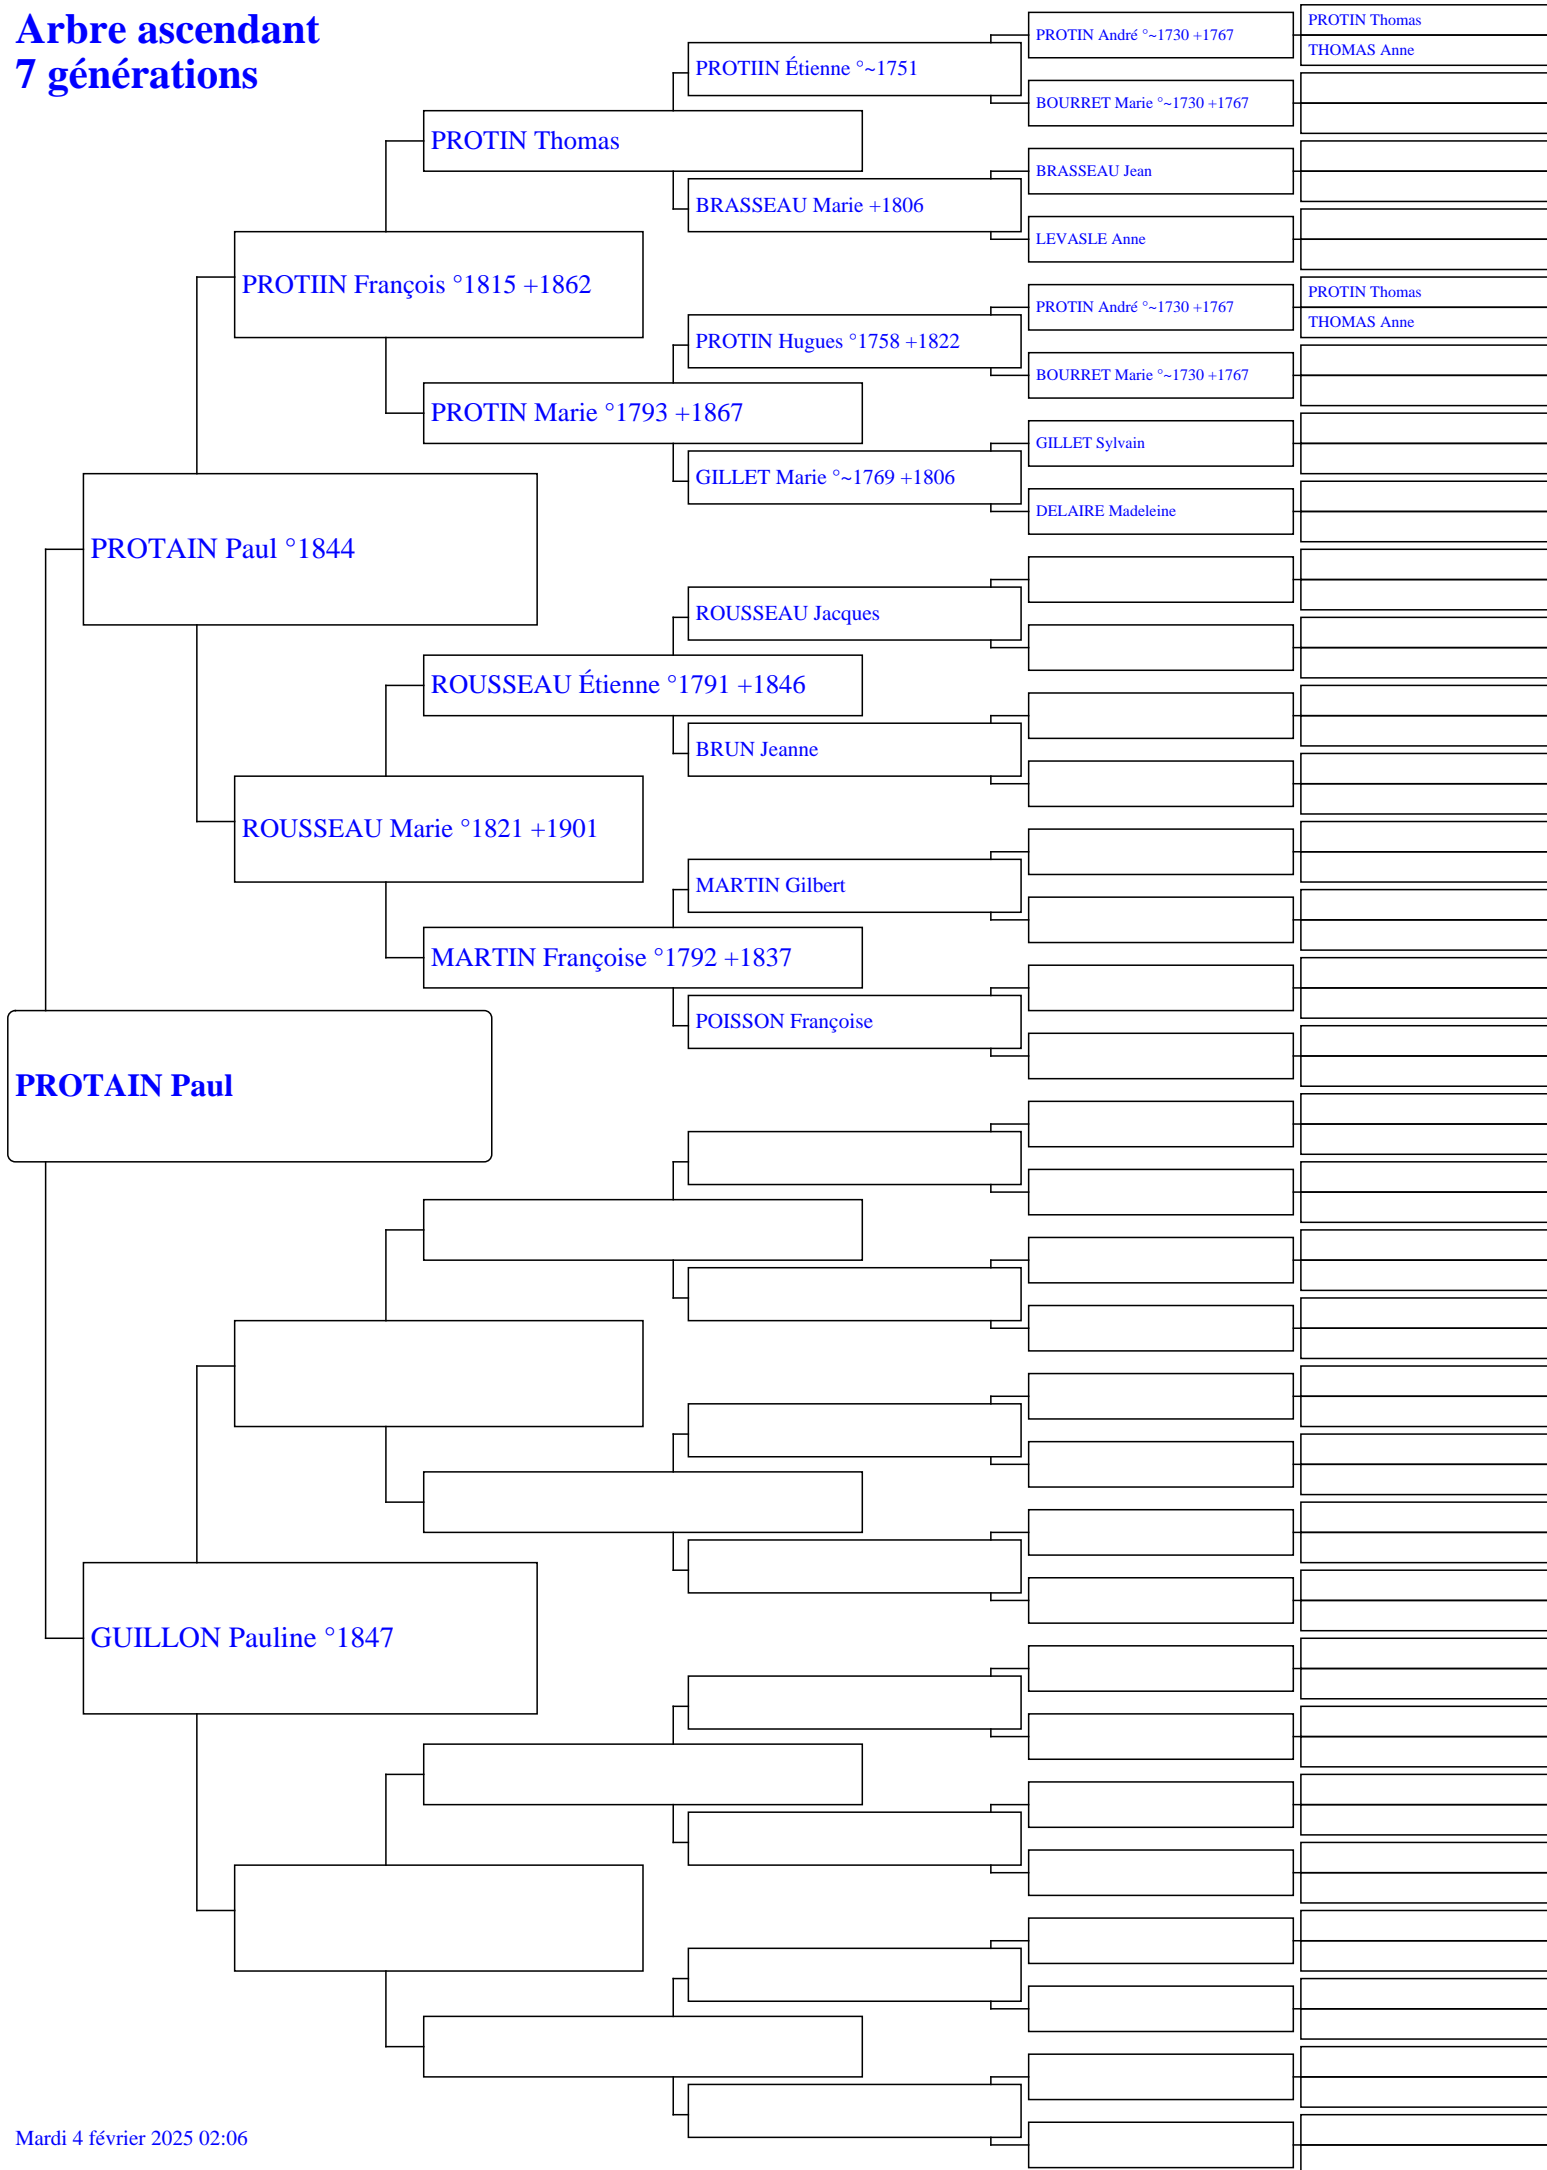 Arbre ascendant
7 générations
PROTIN André °~1730 +1767
PROTIN Thomas
THOMAS Anne
PROTIIN Étienne °~1751
BOURRET Marie °~1730 +1767
PROTIN Thomas
BRASSEAU Jean
BRASSEAU Marie +1806
LEVASLE Anne
PROTIIN François °1815 +1862
PROTIN André °~1730 +1767
PROTIN Thomas
THOMAS Anne
PROTIN Hugues °1758 +1822
BOURRET Marie °~1730 +1767
PROTIN Marie °1793 +1867
GILLET Sylvain
GILLET Marie °~1769 +1806
DELAIRE Madeleine
PROTAIN Paul °1844
ROUSSEAU Jacques
ROUSSEAU Étienne °1791 +1846
BRUN Jeanne
ROUSSEAU Marie °1821 +1901
MARTIN Gilbert
MARTIN Françoise °1792 +1837
POISSON Françoise
PROTAIN Paul
GUILLON Pauline °1847
Mardi 4 février 2025 02:06